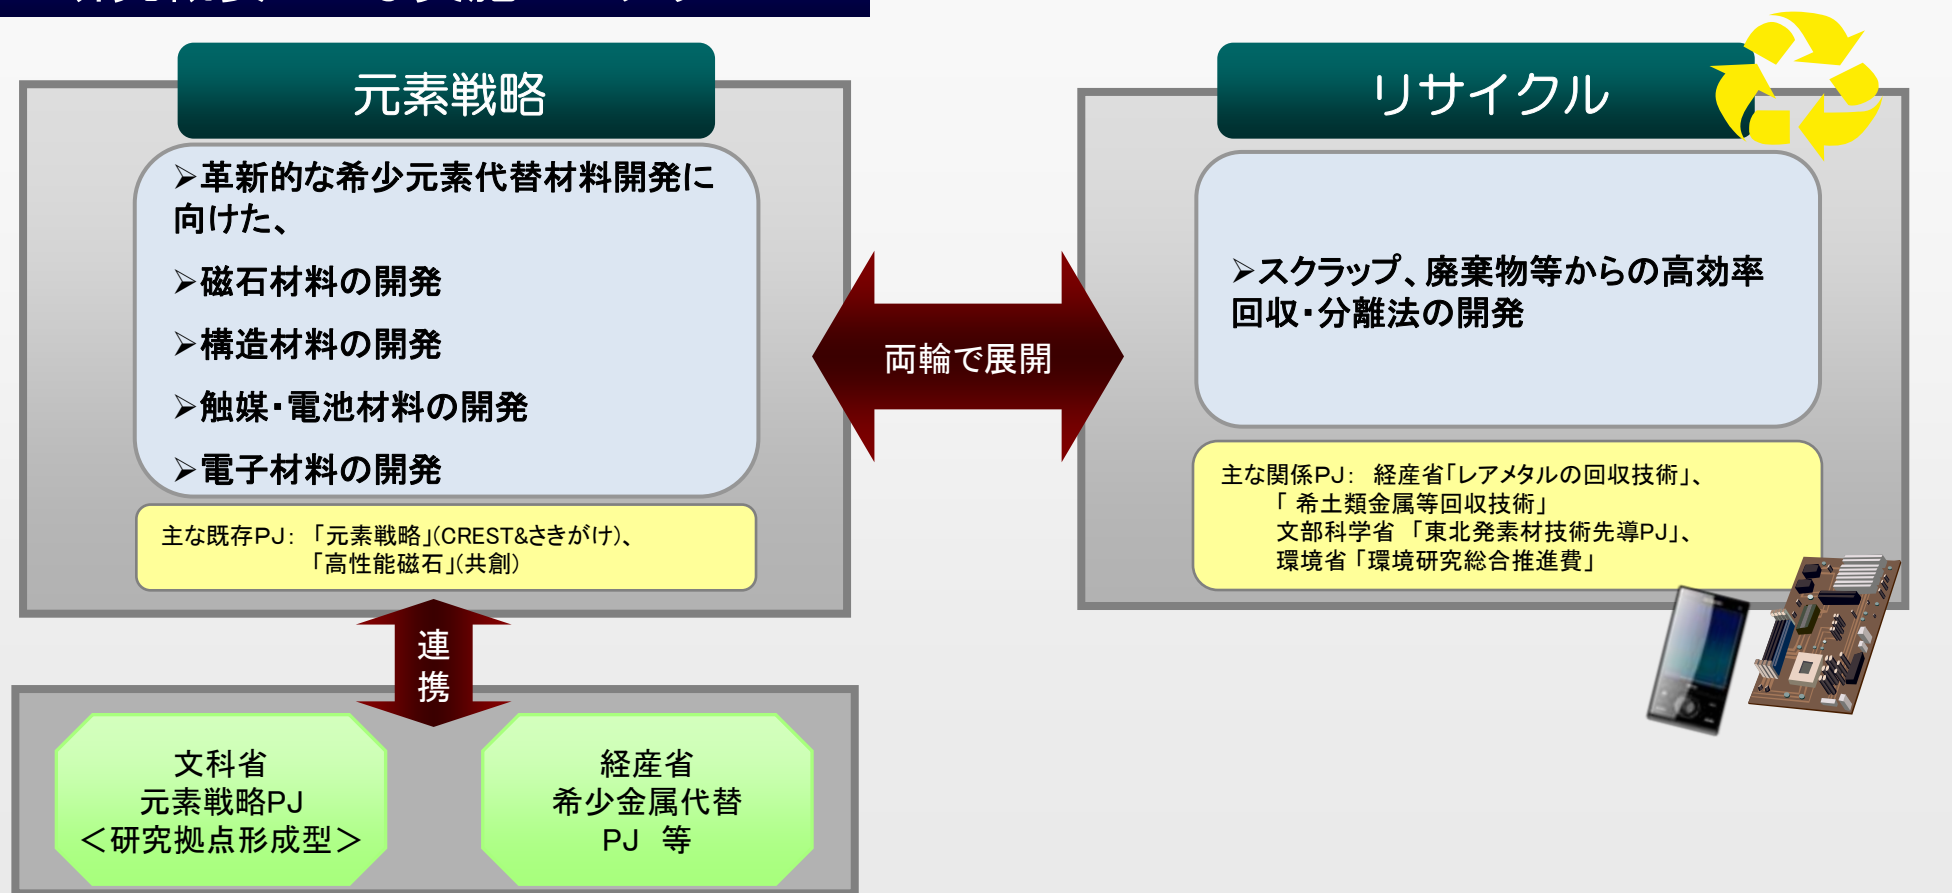 元素戦略
➢革新的な希少元素代替材料開発に
向けた、
➢磁石材料の開発
➢構造材料の開発
➢触媒・電池材料の開発
➢電子材料の開発
主な既存PJ： 「元素戦略」(CREST&さきがけ)、
「高性能磁石」(共創)
両輪で展開
リサイクル
➢スクラップ、廃棄物等からの高効率
回収・分離法の開発
主な関係PJ： 経産省「レアメタルの回収技術」、
「 希土類金属等回収技術」
文部科学省 「東北発素材技術先導PJ」、
環境省「環境研究総合推進費」
連
携
文科省
元素戦略PJ
＜研究拠点形成型＞
経産省
希少金属代替
PJ 等